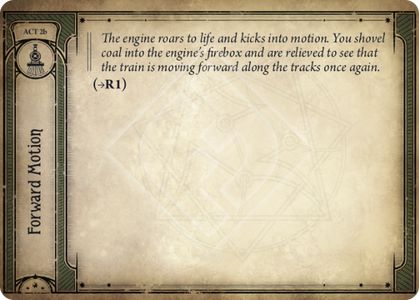 ACT 2b
Forward Motion
The engine roars to life and kicks into motion. You shovel
coal into the engine's firebox and are relieved to see that
the train is moving forward along the tracks once again.
(→R1)